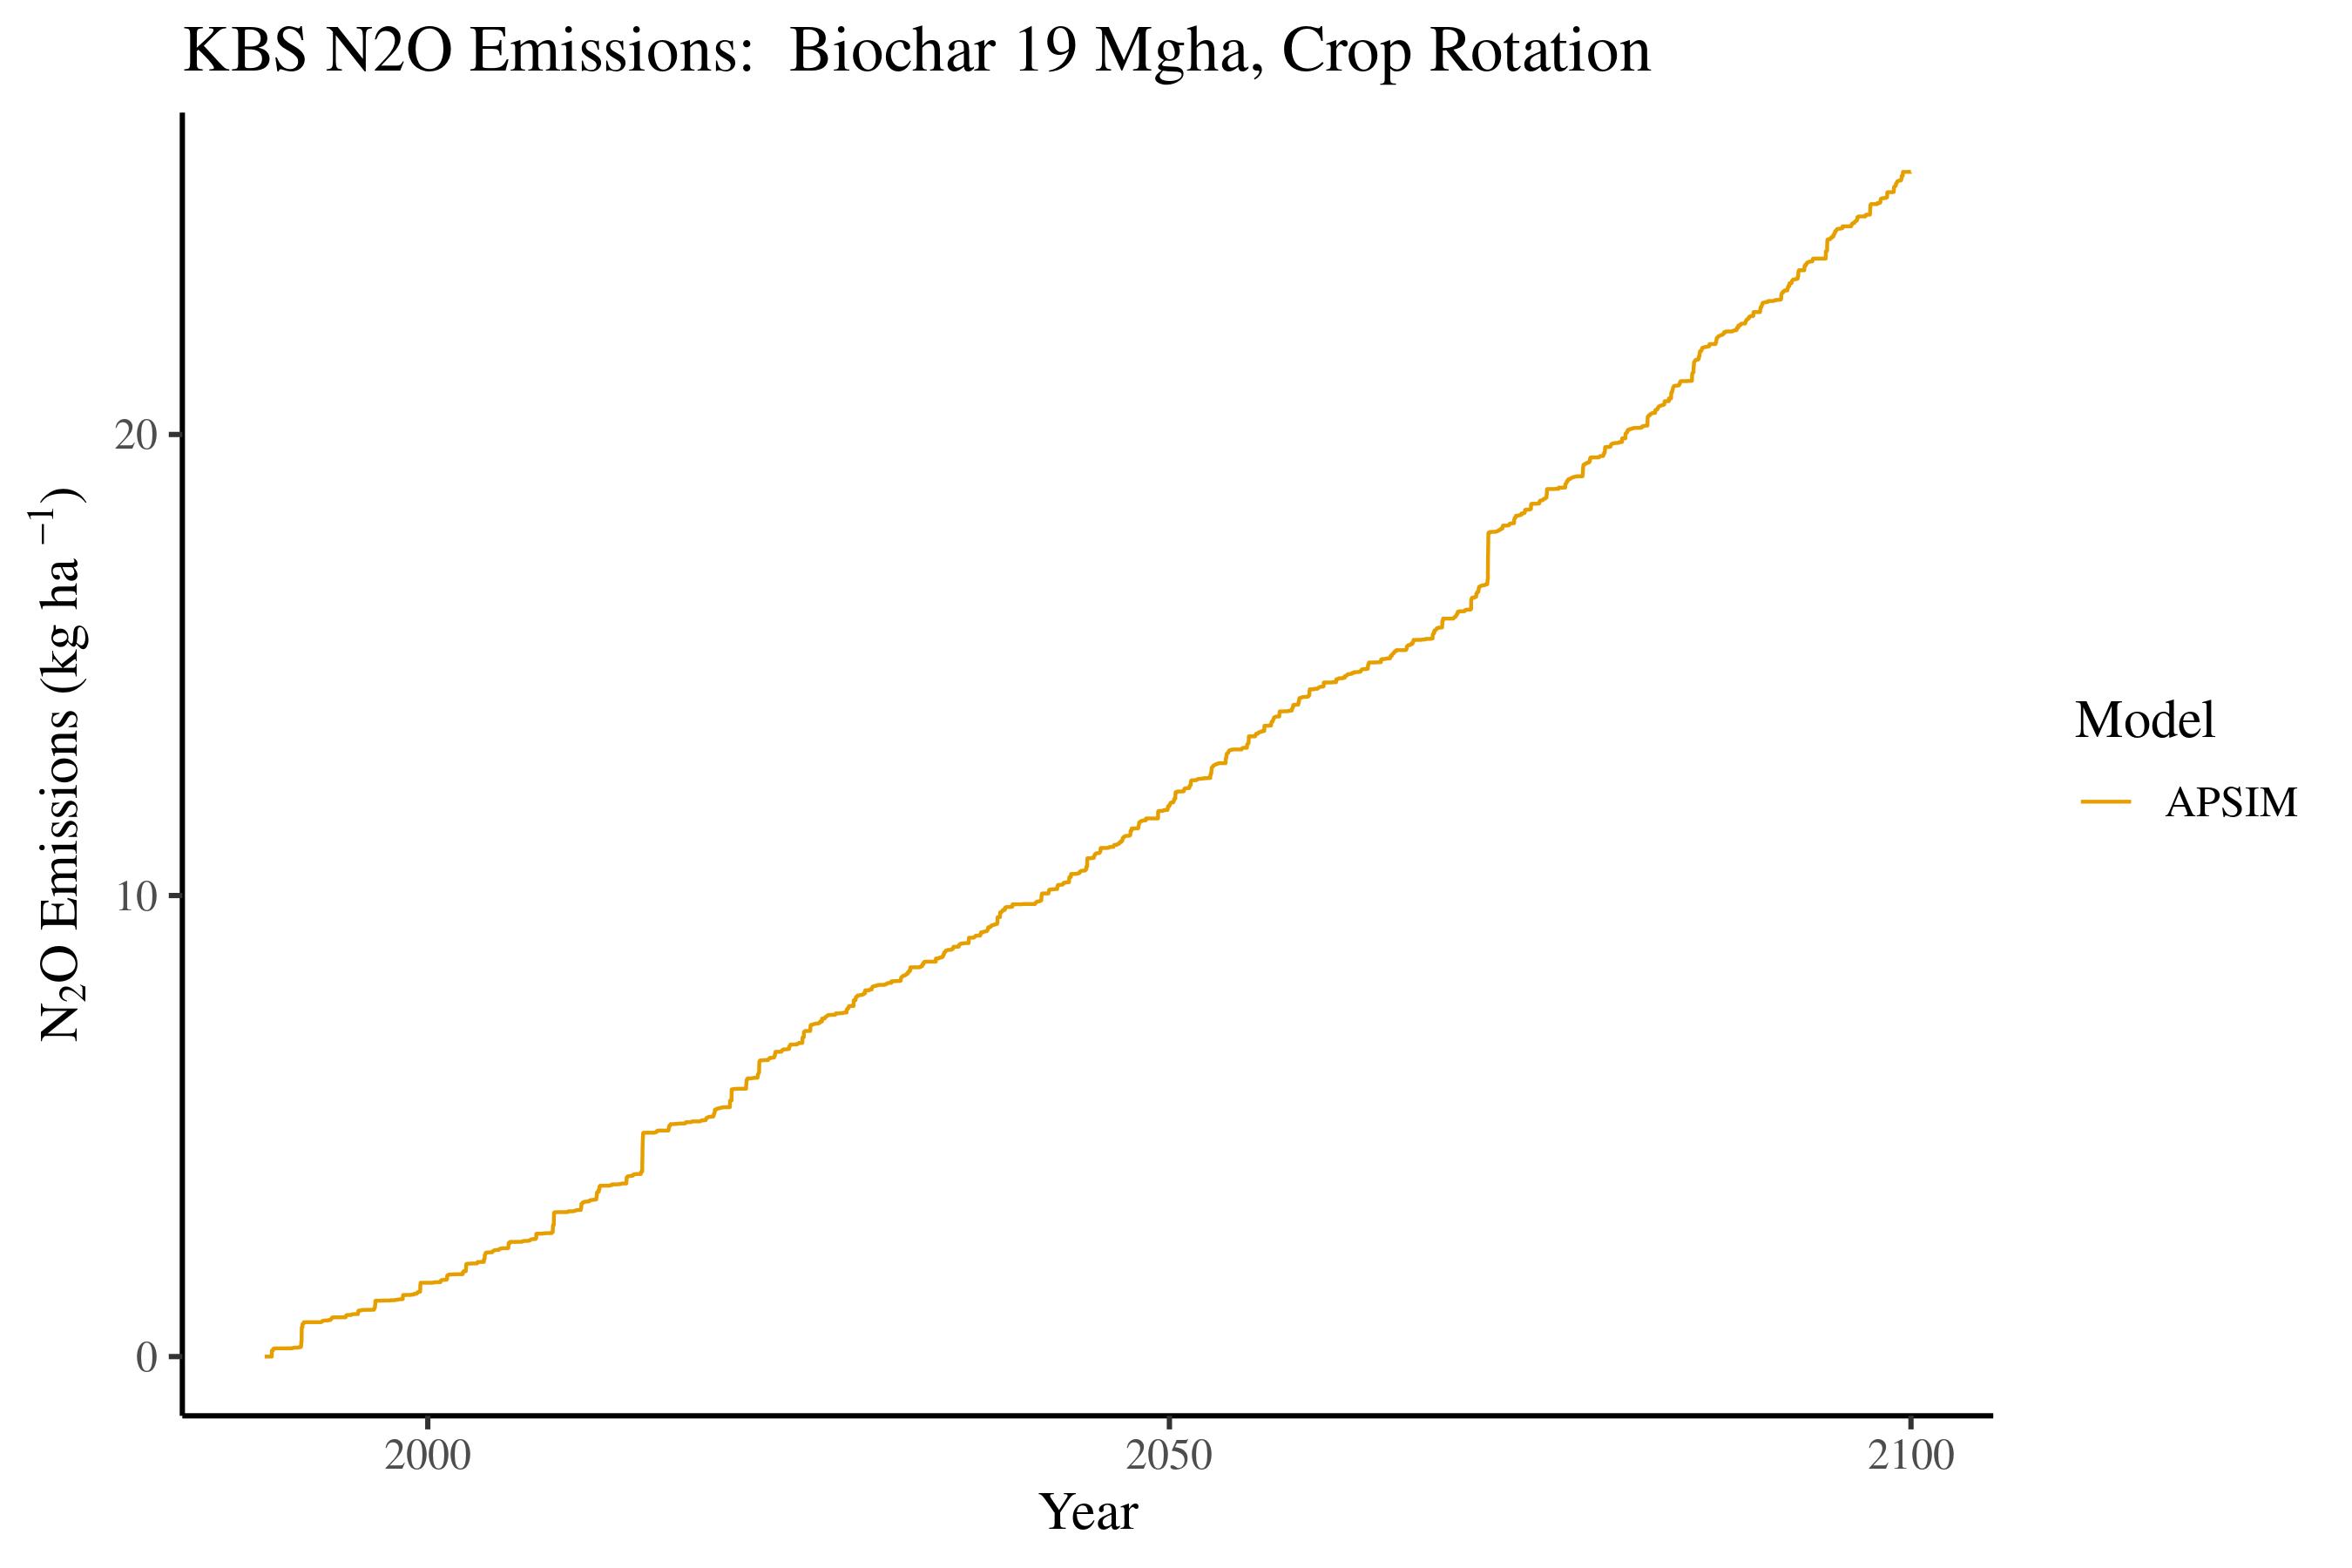 KBS N2O Emissions:  Biochar 19 Mgha, Crop Rotation
N₂O Emissions (kg ha ⁻¹)
20
10
0
2000
2050
2100
Year
Model
APSIM